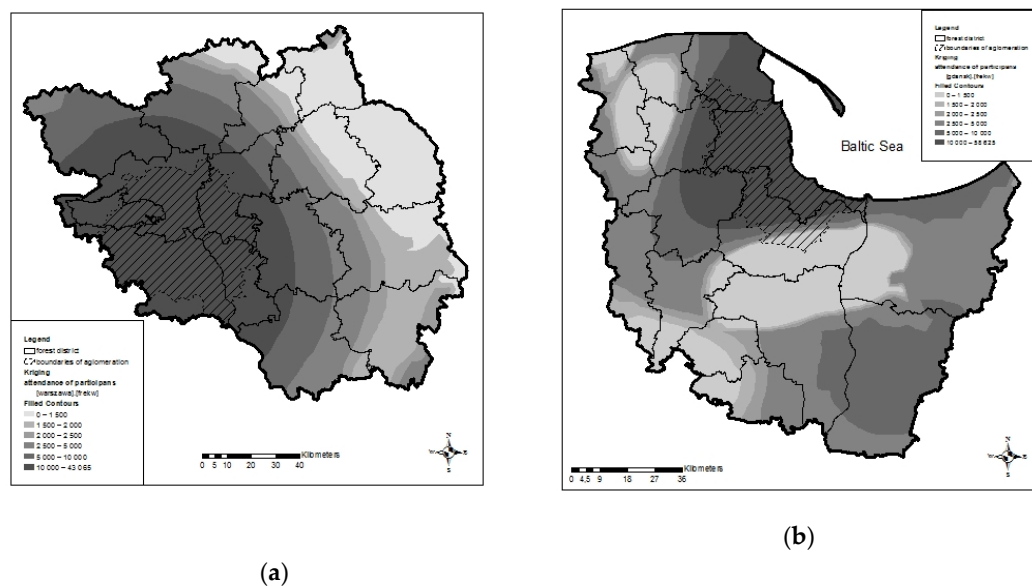 Legend
forest district
boundaries of aglomeration
Kriging
attendance of participans
[warszawa].[frekw]
Filled Contours
0 – 1 500
1 500 – 2 000
2 000 – 2 500
2 500 – 5 000
5 000 – 10 000
10 000 – 43 065
Kilometers
0 5 10 20 30 40
N
W E
S
(a)
Legend
forest district
boundaries of aglomeration
Kriging
attendance of participans
[gdansk].[frekw]
Filled Contours
0 – 1 500
1 500 – 2 000
2 000 – 2 500
2 500 – 5 000
5 000 – 10 000
10 000 – 58 625
Baltic Sea
Kilometers
0 4,5 9 18 27 36
N
W E
S
(b)